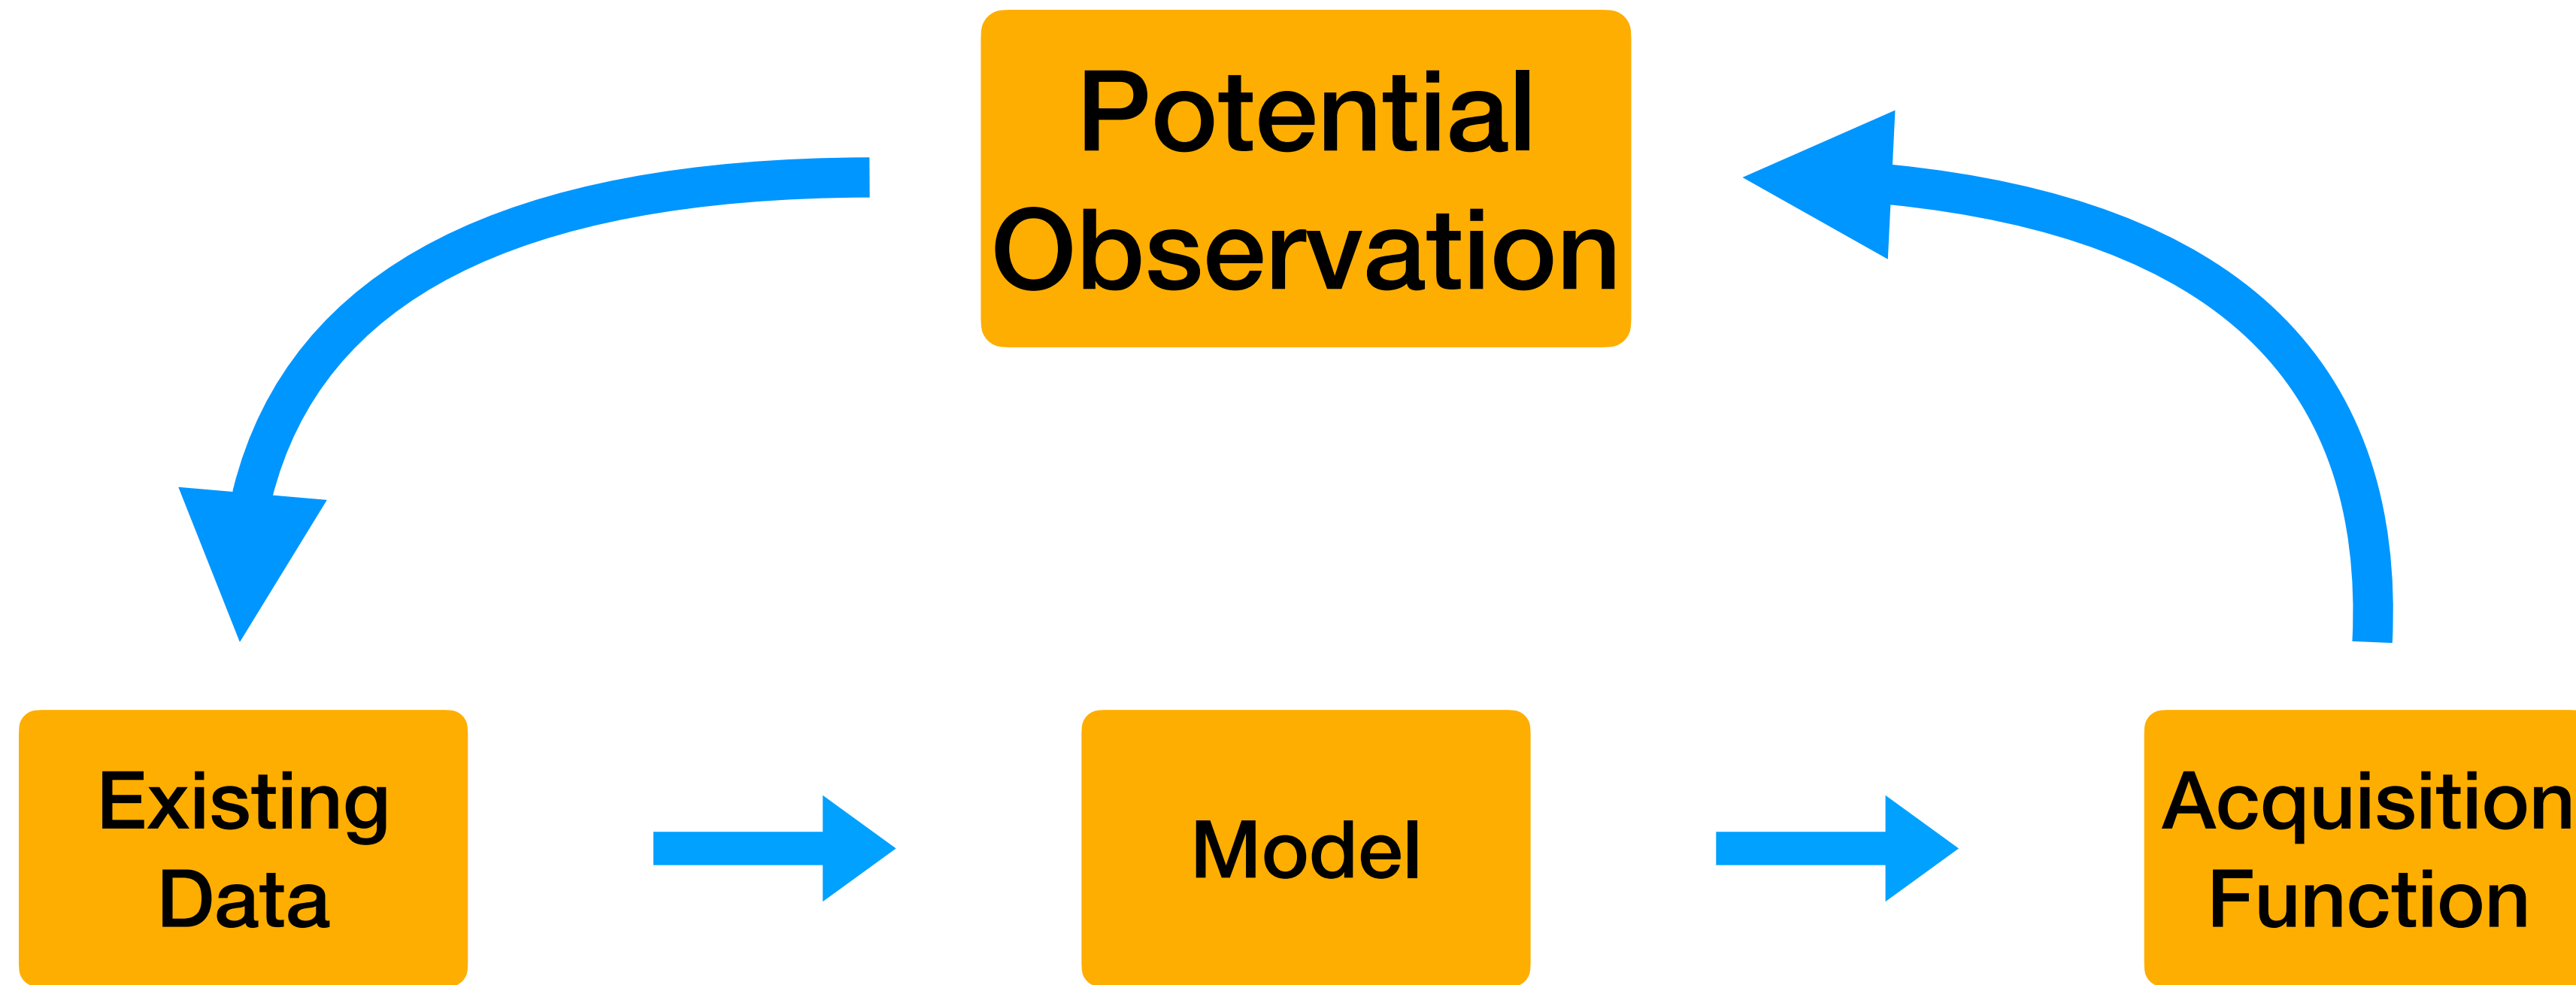 Potential
Observation
Existing
Data
Model
Acquisition
Function